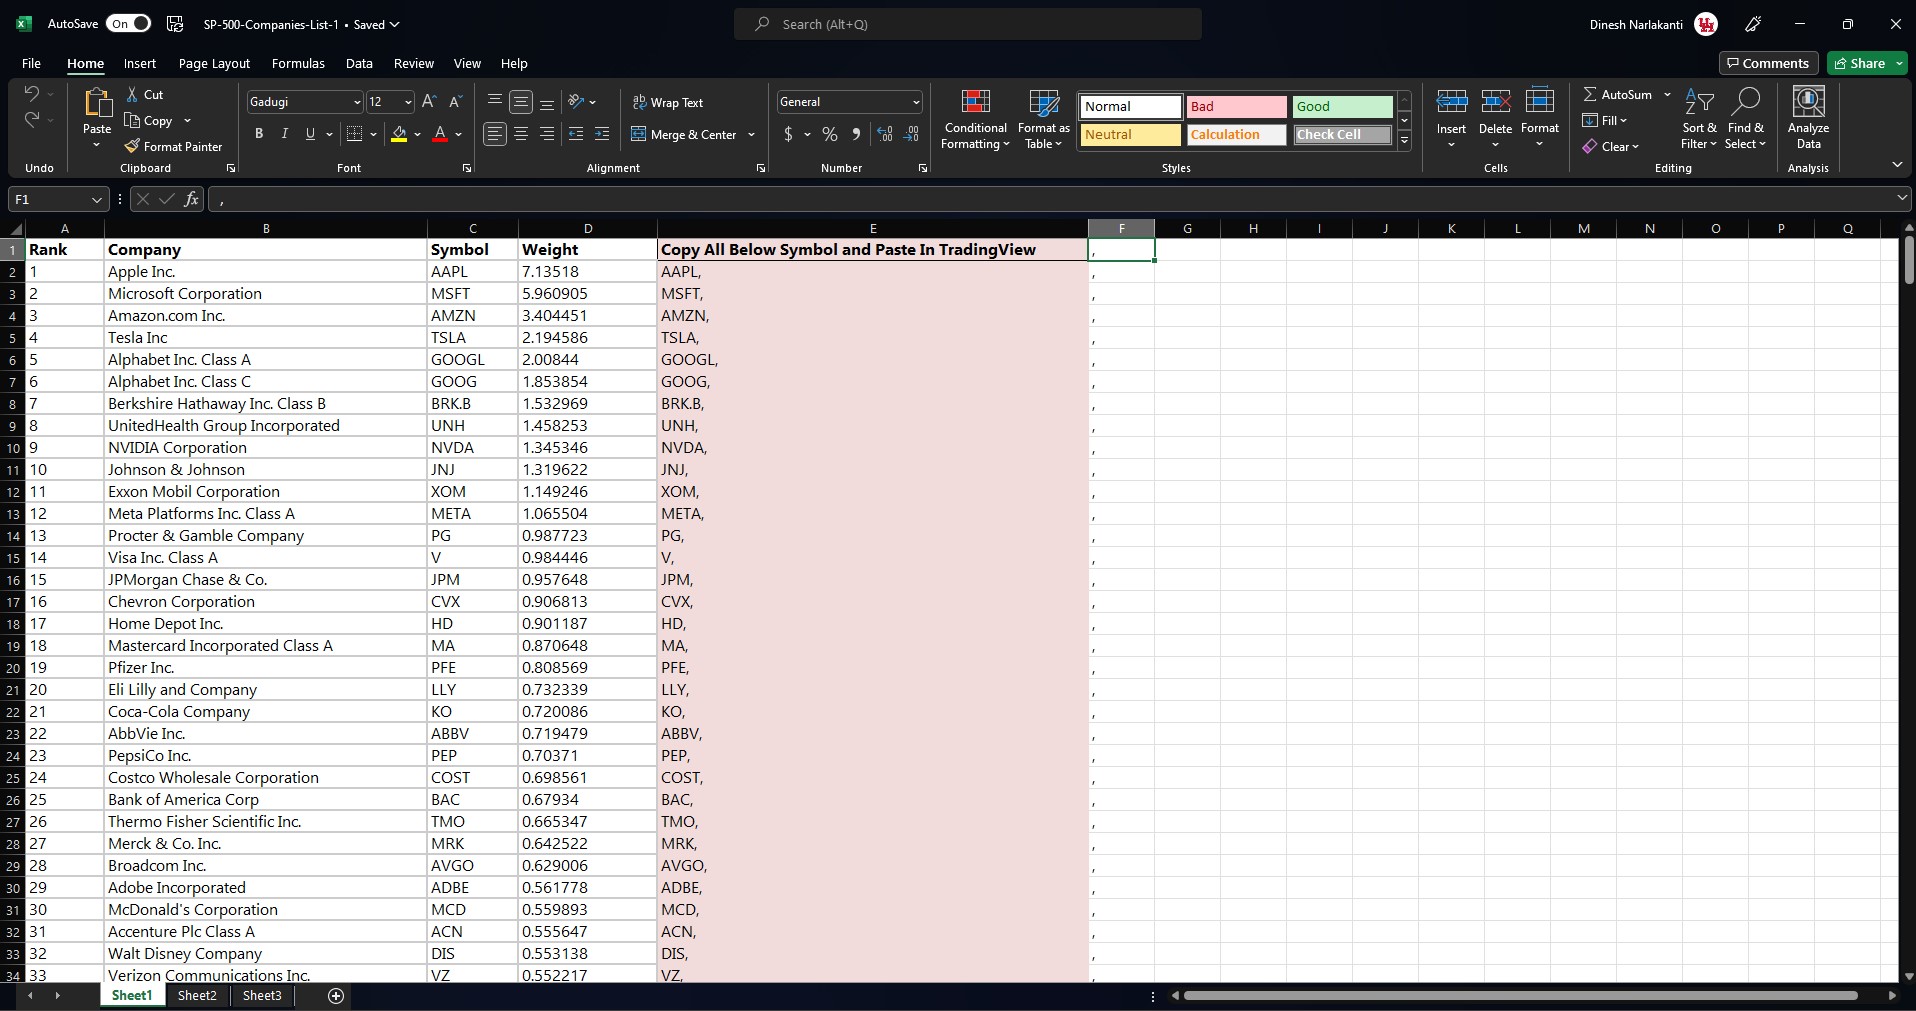 AutoSave On SP-500-Companies-List-1 • Saved Search (Alt+Q) Dinesh Narlakanti
File Home Insert Page Layout Formulas Data Review View Help Comments Share
Cut Gadugi 12 Wrap Text General Normal Bad Good AutoSum
Paste Copy B I U Merge & Center $ % Conditional Formatting Format as Table Neutral Calculation Check Cell Insert Delete Format Fill Sort & Filter Find & Select Analyze Data
Format Painter Clear
Undo Clipboard Font Alignment Number Styles Cells Editing Analysis
F1 fx ,
A B C D E F G H I J K L M N O P Q
1 Rank Company Symbol Weight Copy All Below Symbol and Paste In TradingView ,
2 1 Apple Inc. AAPL 7.13518 AAPL, ,
3 2 Microsoft Corporation MSFT 5.960905 MSFT, ,
4 3 Amazon.com Inc. AMZN 3.404451 AMZN, ,
5 4 Tesla Inc TSLA 2.194586 TSLA, ,
6 5 Alphabet Inc. Class A GOOGL 2.00844 GOOGL, ,
7 6 Alphabet Inc. Class C GOOG 1.853854 GOOG, ,
8 7 Berkshire Hathaway Inc. Class B BRK.B 1.532969 BRK.B, ,
9 8 UnitedHealth Group Incorporated UNH 1.458253 UNH, ,
10 9 NVIDIA Corporation NVDA 1.345346 NVDA, ,
11 10 Johnson & Johnson JNJ 1.319622 JNJ, ,
12 11 Exxon Mobil Corporation XOM 1.149246 XOM, ,
13 12 Meta Platforms Inc. Class A META 1.065504 META, ,
14 13 Procter & Gamble Company PG 0.987723 PG, ,
15 14 Visa Inc. Class A V 0.984446 V, ,
16 15 JPMorgan Chase & Co. JPM 0.957648 JPM, ,
17 16 Chevron Corporation CVX 0.906813 CVX, ,
18 17 Home Depot Inc. HD 0.901187 HD, ,
19 18 Mastercard Incorporated Class A MA 0.870648 MA, ,
20 19 Pfizer Inc. PFE 0.808569 PFE, ,
21 20 Eli Lilly and Company LLY 0.732339 LLY, ,
22 21 Coca-Cola Company KO 0.720086 KO, ,
23 22 AbbVie Inc. ABBV 0.719479 ABBV, ,
24 23 PepsiCo Inc. PEP 0.70371 PEP, ,
25 24 Costco Wholesale Corporation COST 0.698561 COST, ,
26 25 Bank of America Corp BAC 0.67934 BAC, ,
27 26 Thermo Fisher Scientific Inc. TMO 0.665347 TMO, ,
28 27 Merck & Co. Inc. MRK 0.642522 MRK, ,
29 28 Broadcom Inc. AVGO 0.629006 AVGO, ,
30 29 Adobe Incorporated ADBE 0.561778 ADBE, ,
31 30 McDonald's Corporation MCD 0.559893 MCD, ,
32 31 Accenture Plc Class A ACN 0.555647 ACN, ,
33 32 Walt Disney Company DIS 0.553138 DIS, ,
34 33 Verizon Communications Inc. VZ 0.552217 VZ, ,
Sheet1 Sheet2 Sheet3